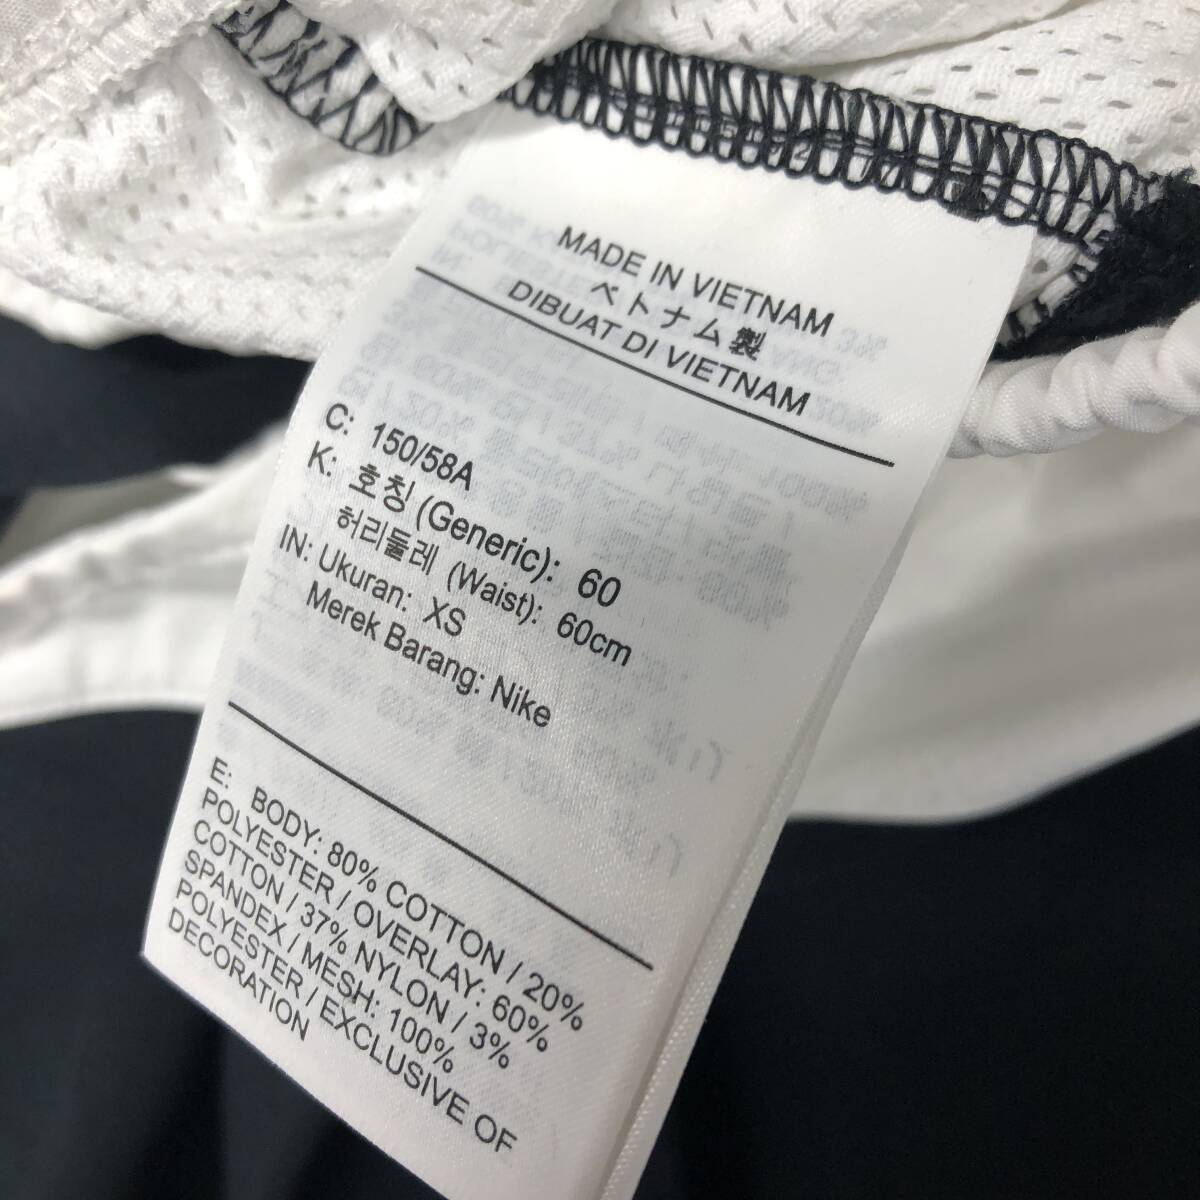 MADE IN VIETNAM
ベトナム製
DIBUAT DI VIETNAM
C: 150/58A
K: 호칭 (Generic): 60
허리둘레 (Waist): 60cm
IN: Ukuran: XS
Merek Barang: Nike
E: BODY: 80% COTTON / 20%
POLYESTER / OVERLAY: 60%
COTTON / 37% NYLON / 3%
SPANDEX / MESH: 100%
POLYESTER / EXCLUSIVE OF
DECORATION